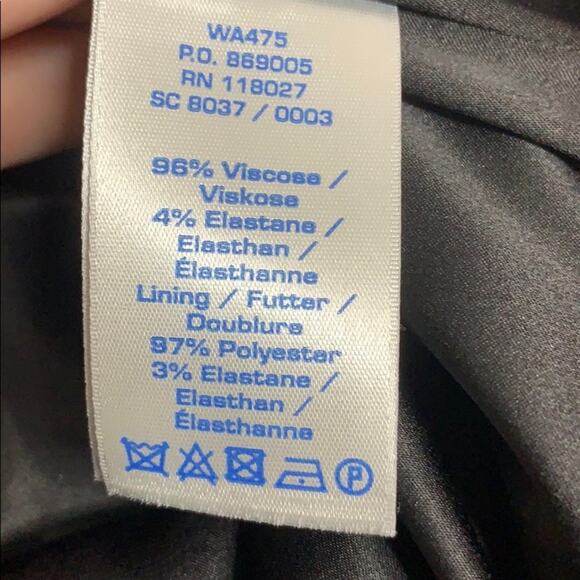 WA475
P.O. 869005
RN 118027
SC 8037 / 0003
96% Viscose /
Viskose
4% Elastane /
Elasthan /
Élasthanne
Lining / Futter /
Doublure
97% Polyester
3% Elastane /
Elasthan /
Élasthanne
P